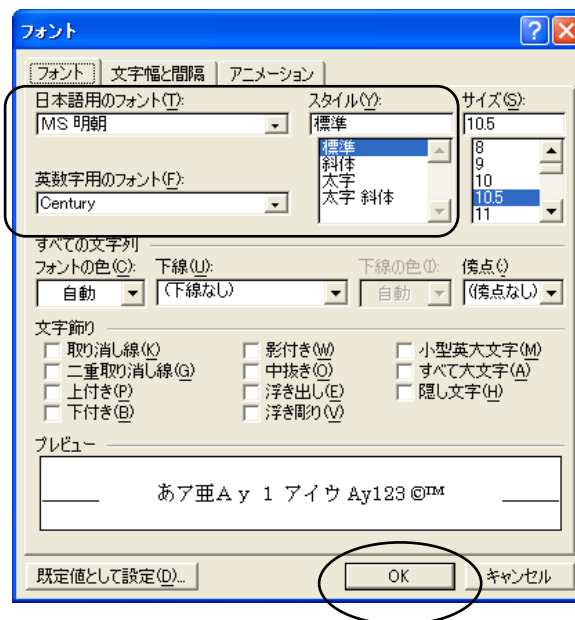 フォント
フォント 文字幅と間隔 アニメーション
日本語用のフォント(T): スタイル(Y): サイズ(S):
MS 明朝 標準 10.5
標準 8
斜体 9
太字 10
太字 斜体 10.5
11
英数字用のフォント(F):
Century
すべての文字列
フォントの色(C): 下線(U): 下線の色(I): 傍点(·)
自動 (下線なし) 自動 (傍点なし)
文字飾り
取り消し線(K) 影付き(W) 小型英大文字(M)
二重取り消し線(G) 中抜き(O) すべて大文字(A)
上付き(P) 浮き出し(E) 隠し文字(H)
下付き(B) 浮き彫り(V)
プレビュー
あア亜Ay 1 アイウ Ay123 ©™
既定値として設定(D)... OK キャンセル